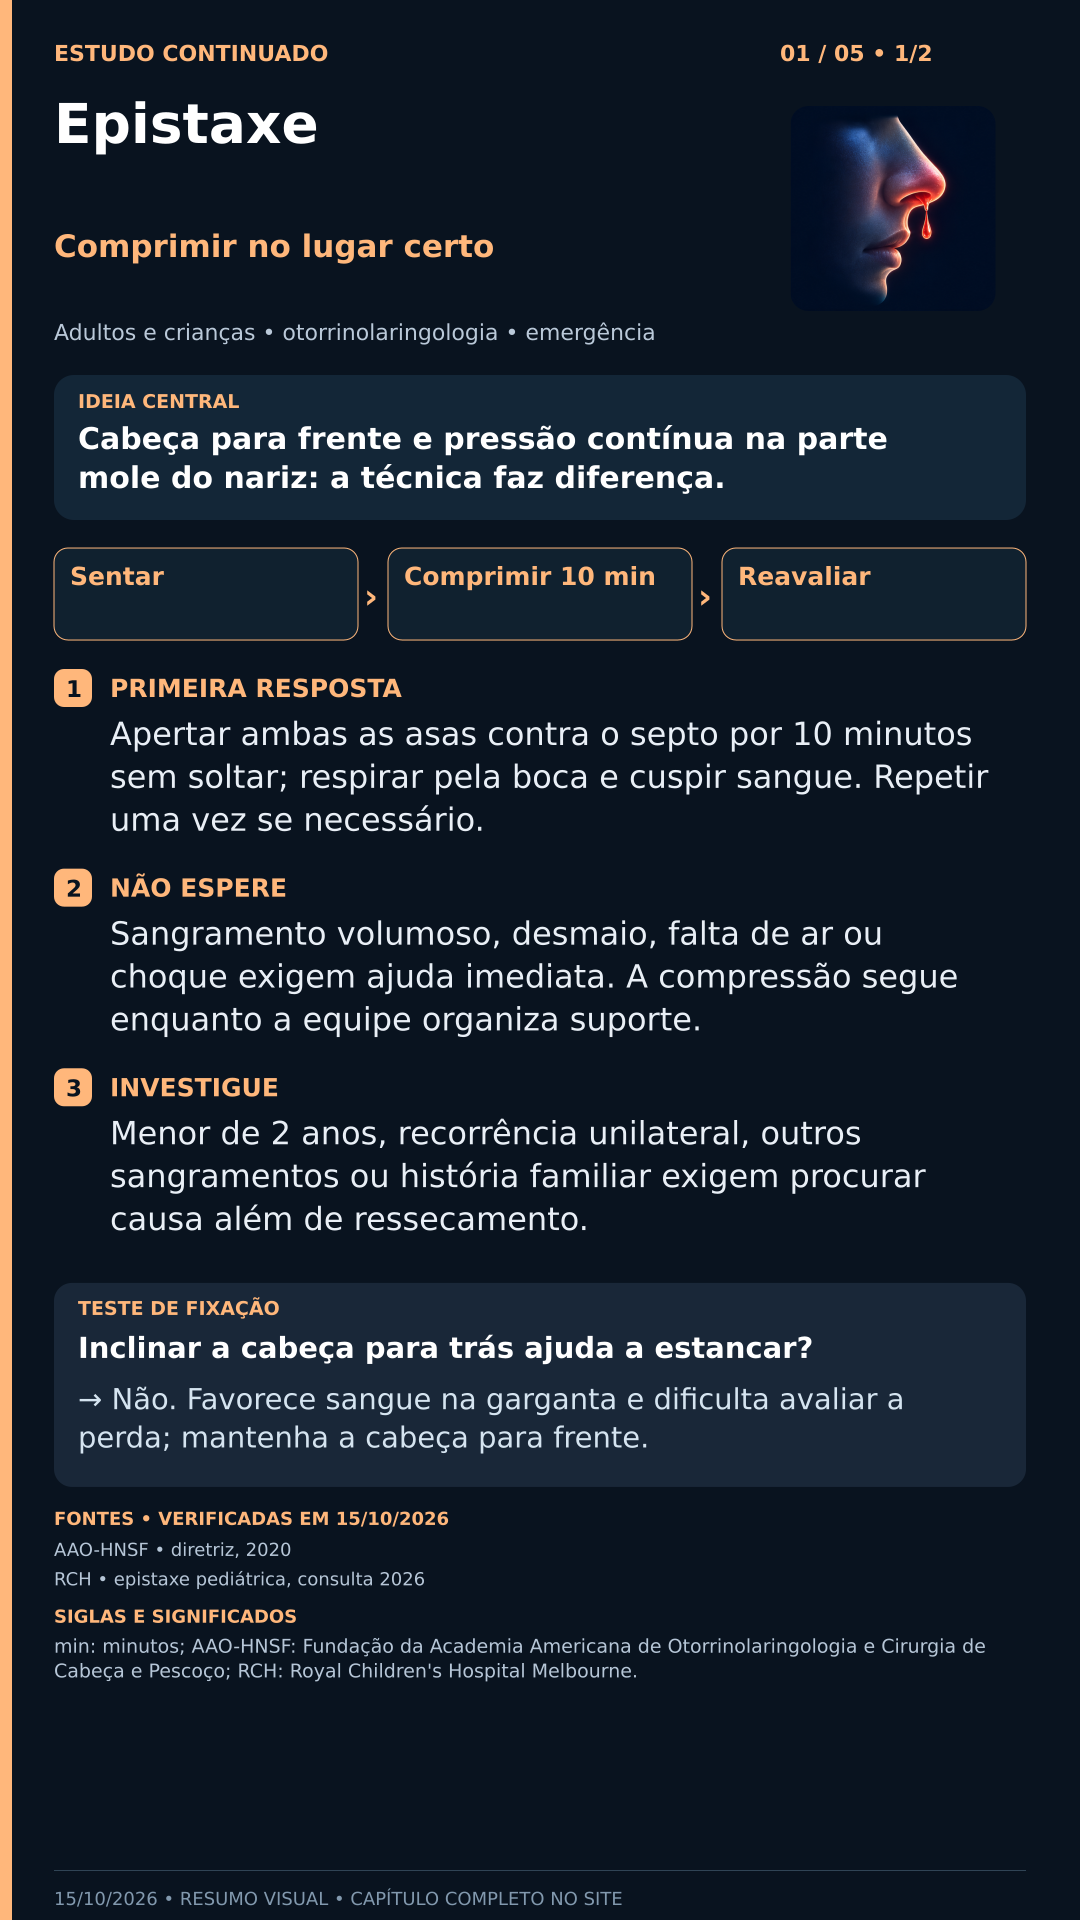 ESTUDO CONTINUADO
01 / 05 • 1/2
Epistaxe
Comprimir no lugar certo
Adultos e crianças • otorrinolaringologia • emergência
IDEIA CENTRAL
Cabeça para frente e pressão contínua na parte
mole do nariz: a técnica faz diferença.
Sentar
›
Comprimir 10 min
›
Reavaliar
1 PRIMEIRA RESPOSTA
Apertar ambas as asas contra o septo por 10 minutos
sem soltar; respirar pela boca e cuspir sangue. Repetir
uma vez se necessário.
2 NÃO ESPERE
Sangramento volumoso, desmaio, falta de ar ou
choque exigem ajuda imediata. A compressão segue
enquanto a equipe organiza suporte.
3 INVESTIGUE
Menor de 2 anos, recorrência unilateral, outros
sangramentos ou história familiar exigem procurar
causa além de ressecamento.
TESTE DE FIXAÇÃO
Inclinar a cabeça para trás ajuda a estancar?
→ Não. Favorece sangue na garganta e dificulta avaliar a
perda; mantenha a cabeça para frente.
FONTES • VERIFICADAS EM 15/10/2026
AAO-HNSF • diretriz, 2020
RCH • epistaxe pediátrica, consulta 2026
SIGLAS E SIGNIFICADOS
min: minutos; AAO-HNSF: Fundação da Academia Americana de Otorrinolaringologia e Cirurgia de
Cabeça e Pescoço; RCH: Royal Children's Hospital Melbourne.
15/10/2026 • RESUMO VISUAL • CAPÍTULO COMPLETO NO SITE